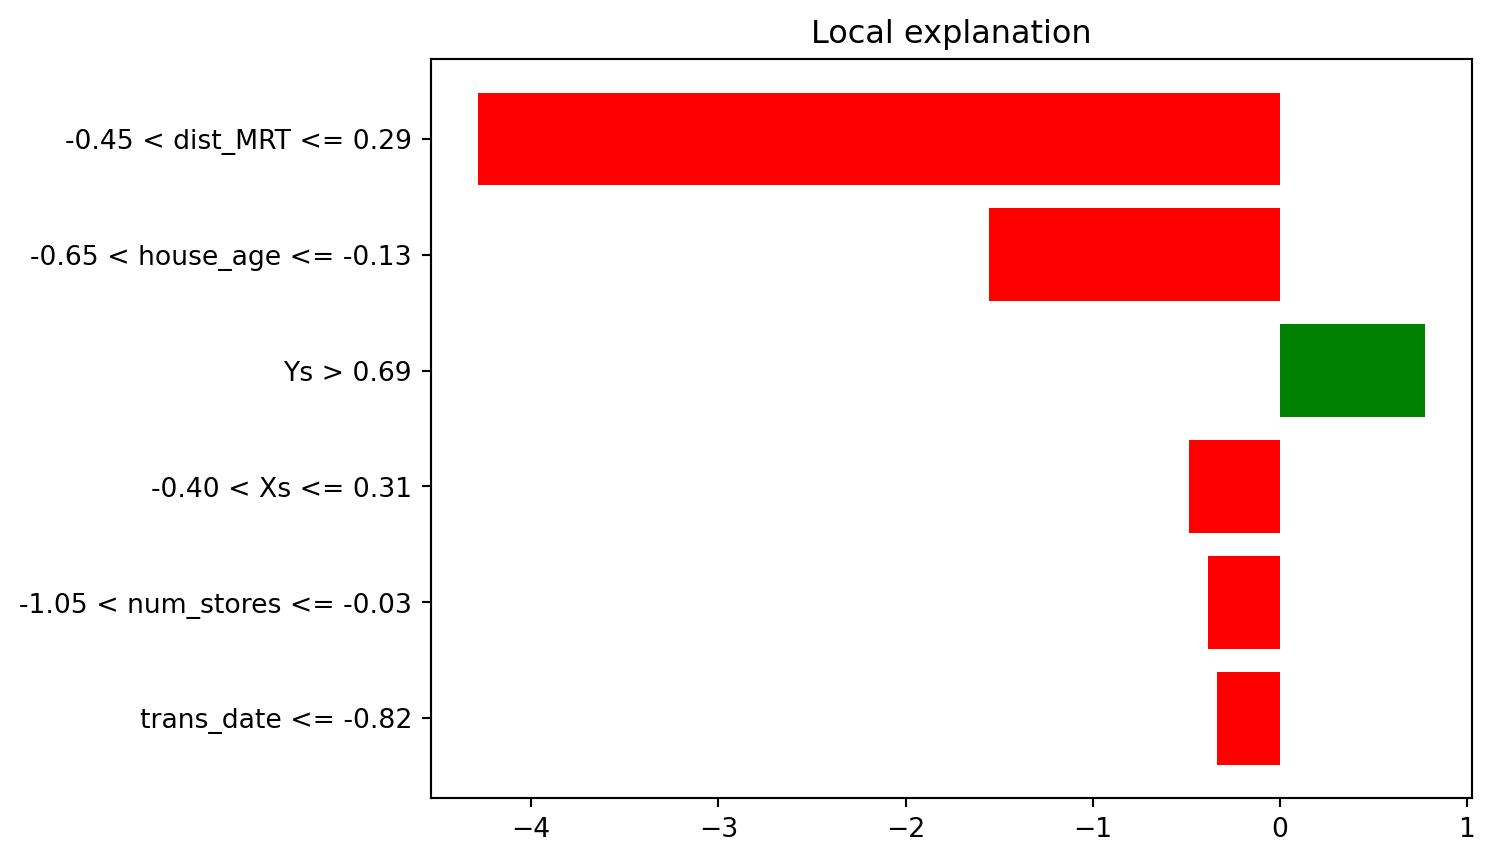 Local explanation
-0.45 < dist_MRT <= 0.29
-0.65 < house_age <= -0.13
Ys > 0.69
-0.40 < Xs <= 0.31
-1.05 < num_stores <= -0.03
trans_date <= -0.82
−4 −3 −2 −1 0 1